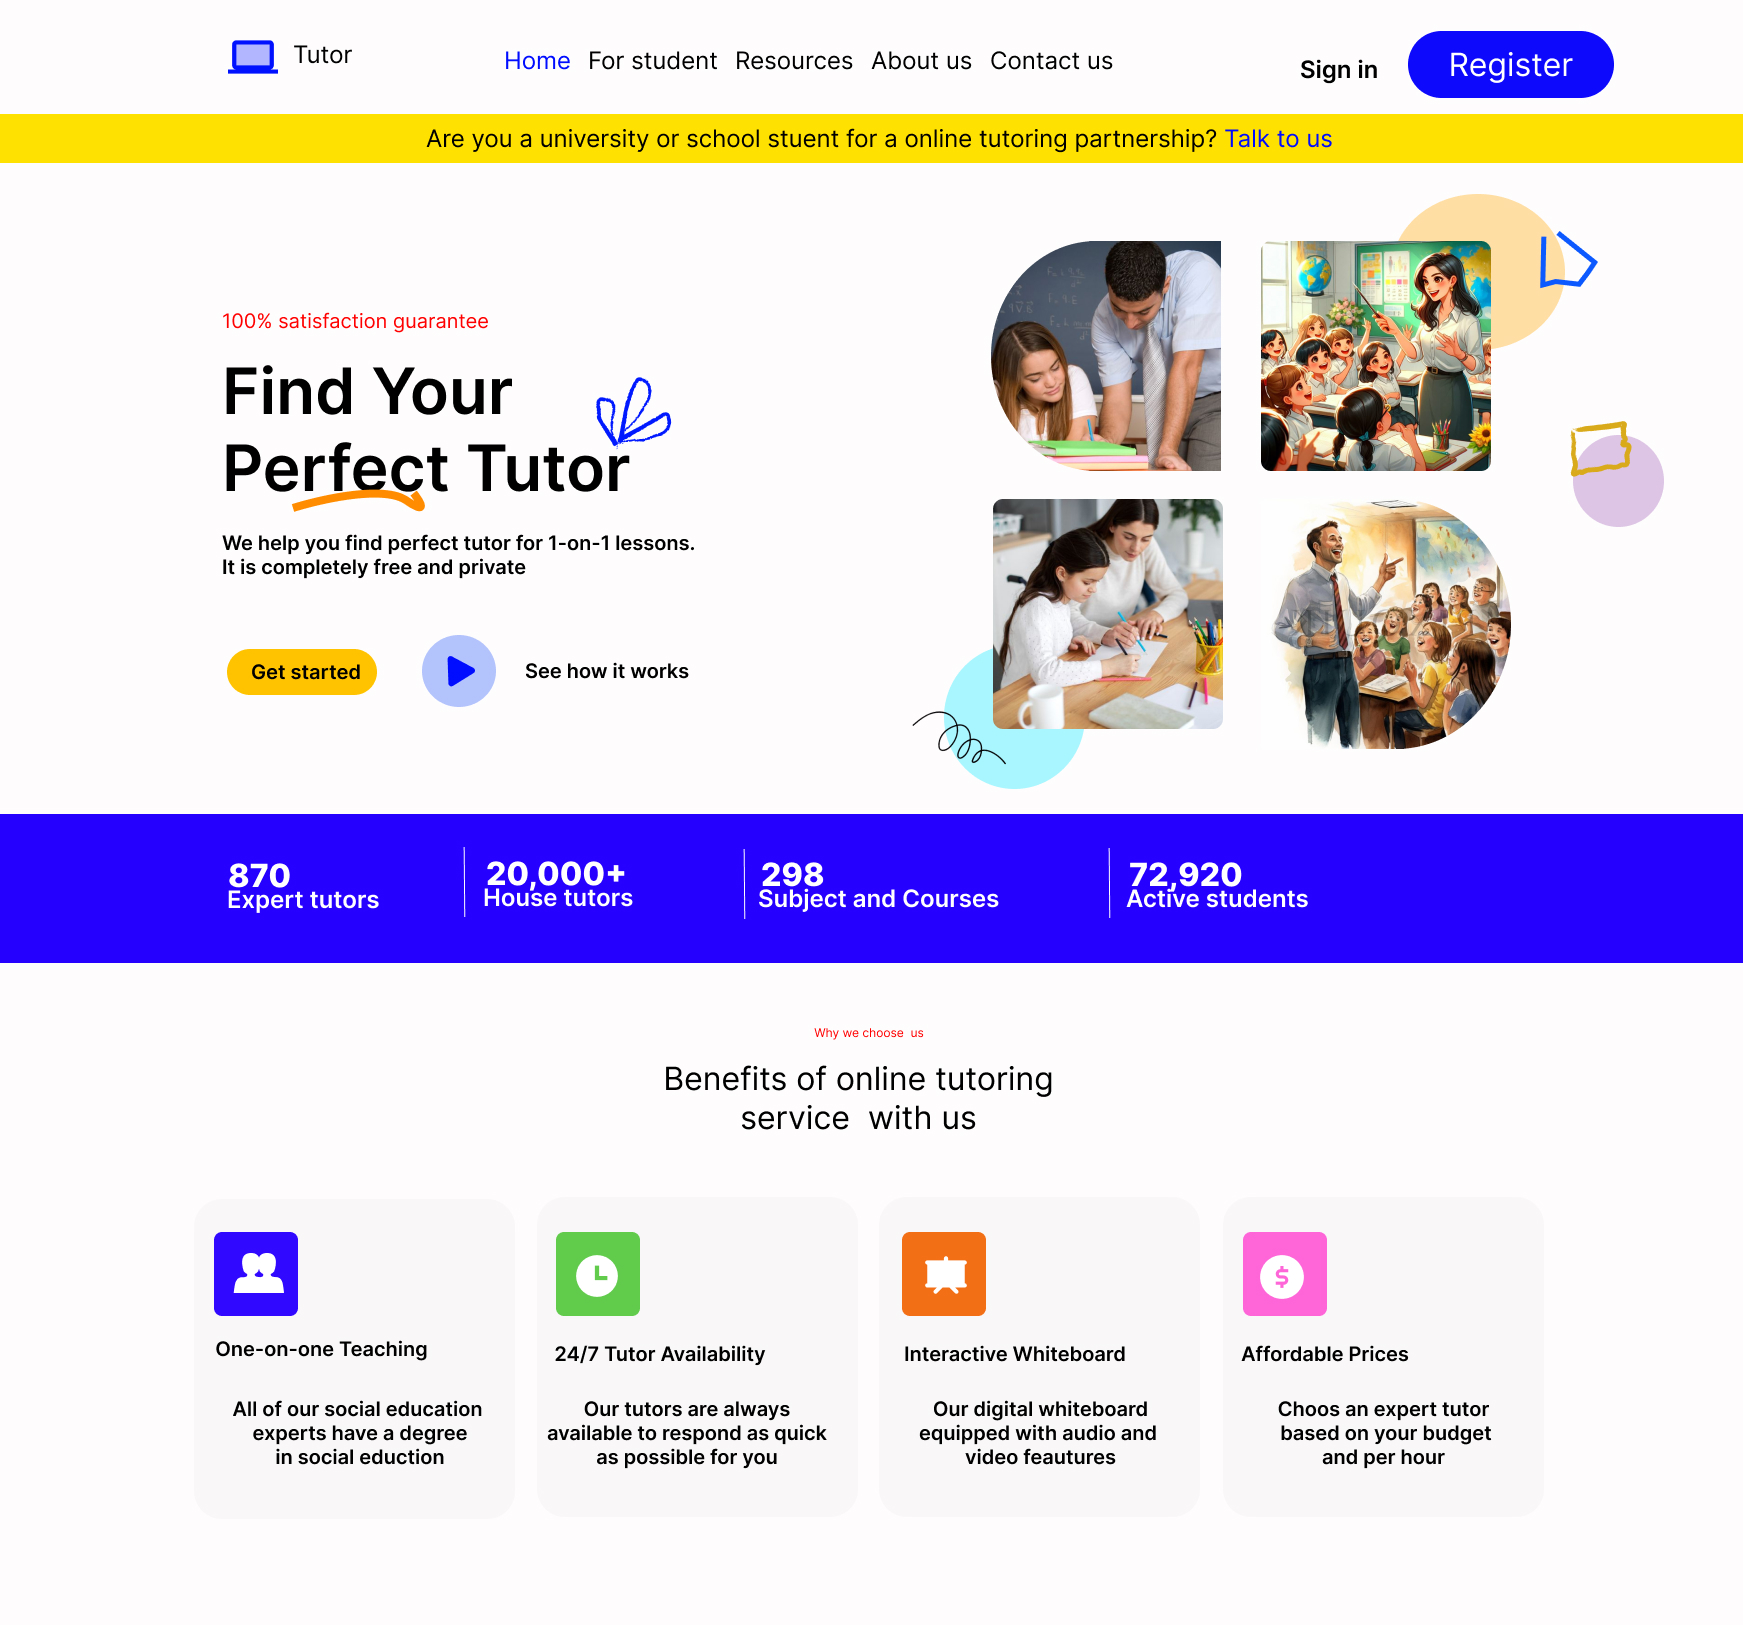 Tutor
Home For student Resources About us Contact us
Sign in
Register
Are you a university or school stuent for a online tutoring partnership? Talk to us
100% satisfaction guarantee
Find Your
Perfect Tutor
We help you find perfect tutor for 1-on-1 lessons.
It is completely free and private
Get started
See how it works
870
Expert tutors
20,000+
House tutors
298
Subject and Courses
72,920
Active students
Why we choose us
Benefits of online tutoring
service with us
One-on-one Teaching
All of our social education
experts have a degree
in social eduction
24/7 Tutor Availability
Our tutors are always
available to respond as quick
as possible for you
Interactive Whiteboard
Our digital whiteboard
equipped with audio and
video feautures
$
Affordable Prices
Choos an expert tutor
based on your budget
and per hour